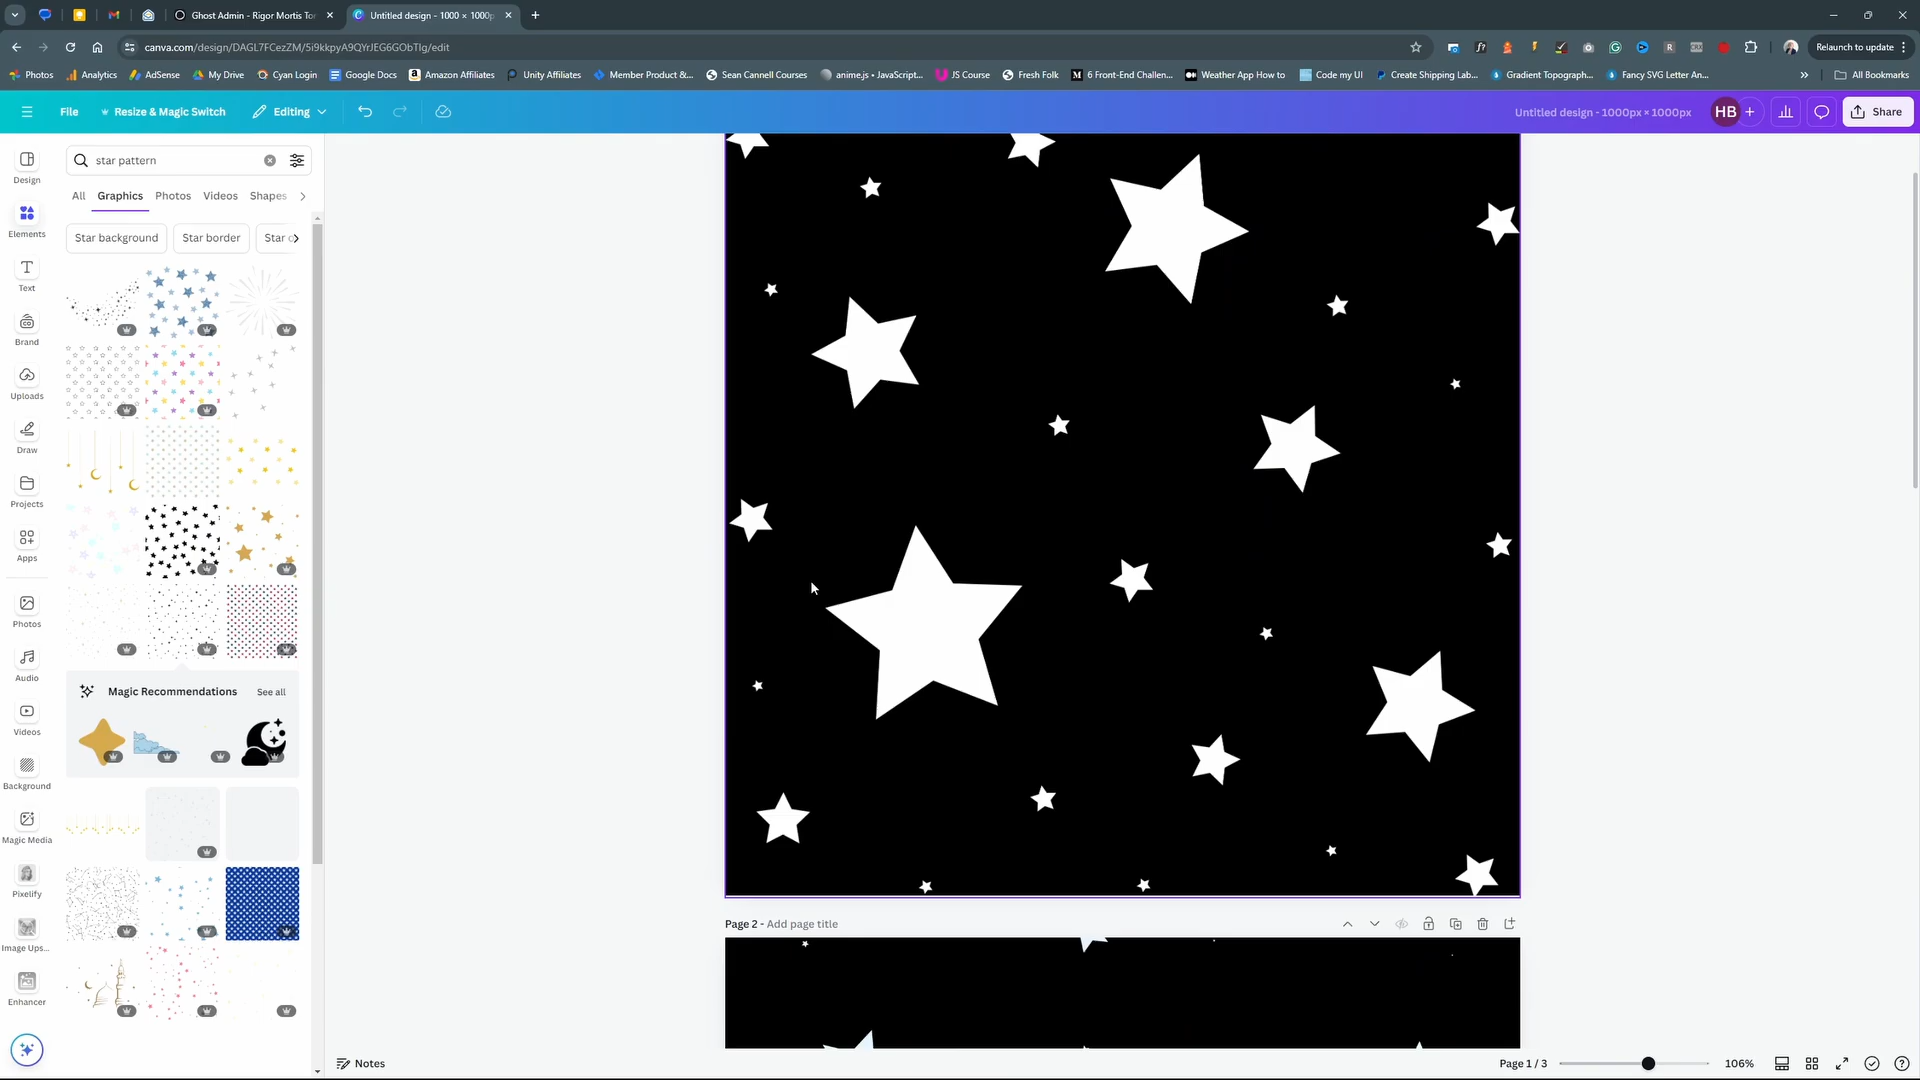 Ghost Admin - Rigor Mortis Tor
Untitled design - 1000 × 1000p
canva.com/design/DAGL7FCezZM/5i9kkpyA9QYrJEG6GObTIg/edit
Relaunch to update
Photos
Analytics
AdSense
My Drive
Cyan Login
Google Docs
Amazon Affiliates
Unity Affiliates
Member Product &...
Sean Cannell Courses
anime.js • JavaScript...
JS Course
Fresh Folk
6 Front-End Challen...
Weather App How to
Code my UI
Create Shipping Lab...
Gradient Topograph...
Fancy SVG Letter An...
All Bookmarks
File
Resize & Magic Switch
Editing
Untitled design - 1000px × 1000px
HB
Share
Design
Elements
Text
Brand
Uploads
Draw
Projects
Apps
Photos
Audio
Videos
Background
Magic Media
Pixelify
Image Ups...
Enhancer
star pattern
All
Graphics
Photos
Videos
Shapes
Star background
Star border
Star
Magic Recommendations
See all
Page 2 - Add page title
Notes
Page 1 / 3
106%